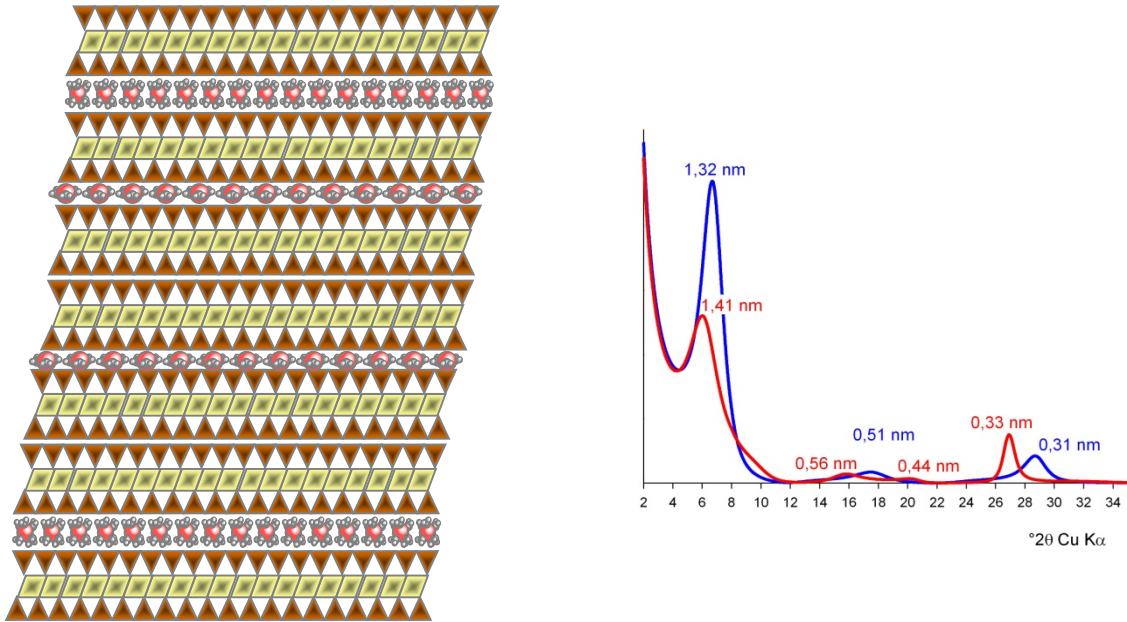 1,32 nm
1,41 nm
0,51 nm
0,33 nm
0,31 nm
0,56 nm
0,44 nm
2 4 6 8 10 12 14 16 18 20 22 24 26 28 30 32 34
°2θ Cu Kα